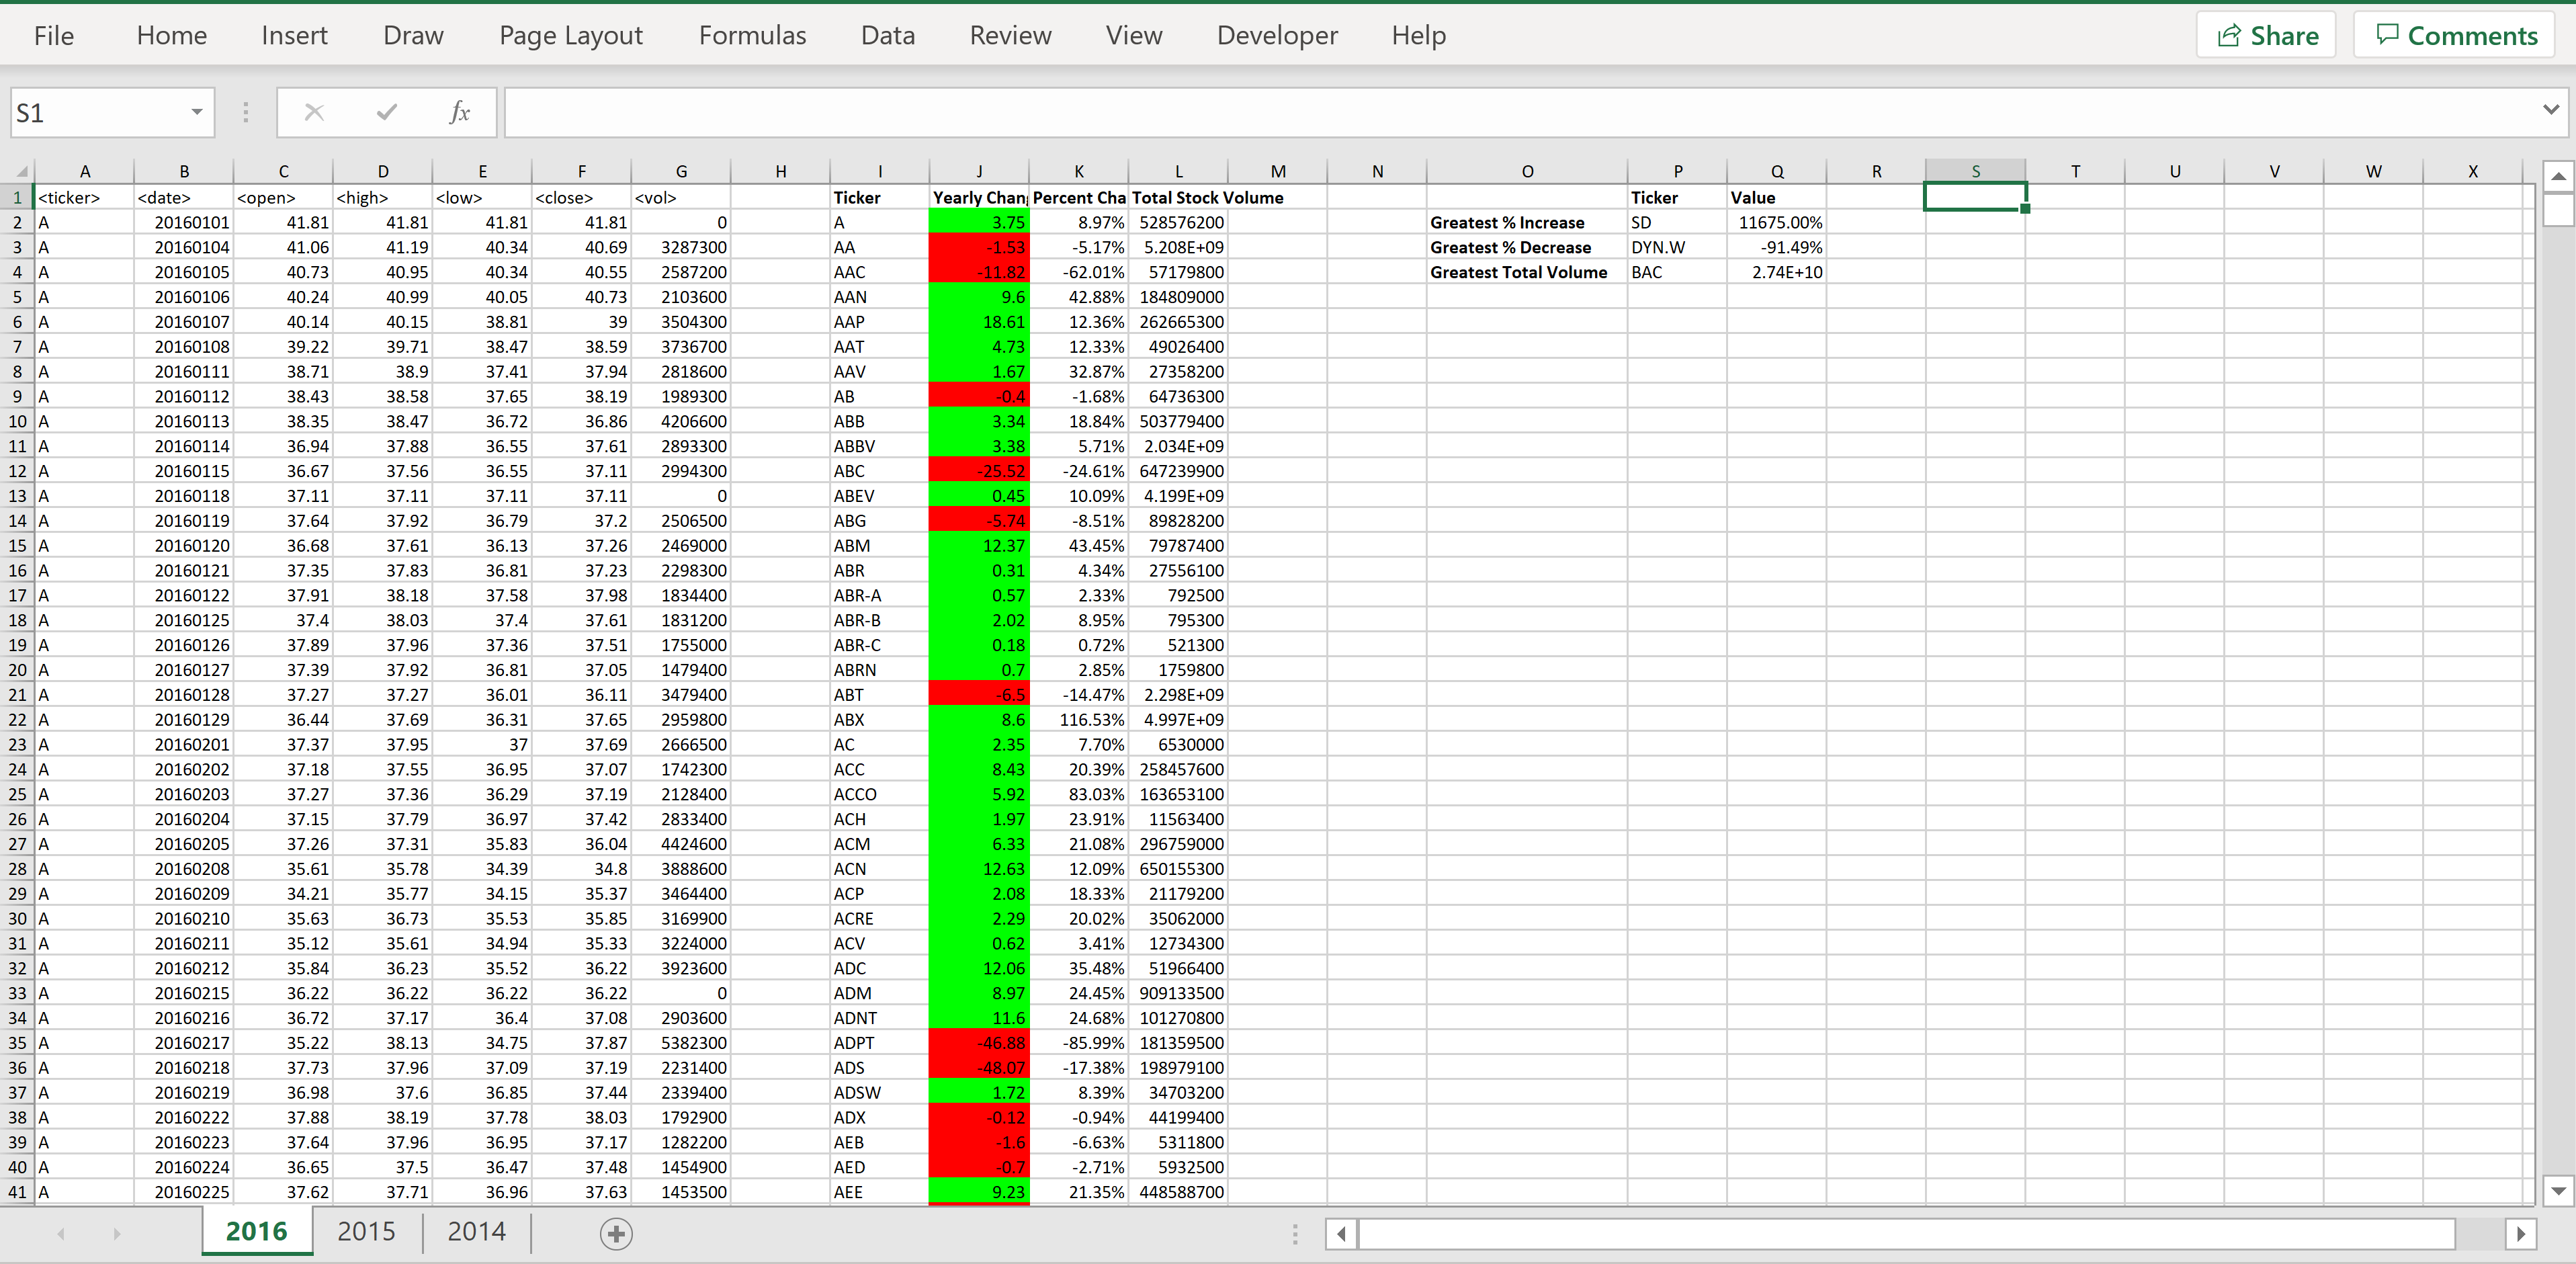 File Home Insert Draw Page Layout Formulas Data Review View Developer Help Share Comments
S1 fx
A B C D E F G H I J K L M N O P Q R S T U V W X
1 <ticker> <date> <open> <high> <low> <close> <vol> Ticker Yearly Chan Percent Cha Total Stock Volume Ticker Value
2 A 20160101 41.81 41.81 41.81 41.81 0 A 3.75 8.97% 528576200 Greatest % Increase SD 11675.00%
3 A 20160104 41.06 41.19 40.34 40.69 3287300 AA -1.53 -5.17% 5.208E+09 Greatest % Decrease DYN.W -91.49%
4 A 20160105 40.73 40.95 40.34 40.55 2587200 AAC -11.82 -62.01% 57179800 Greatest Total Volume BAC 2.74E+10
5 A 20160106 40.24 40.99 40.05 40.73 2103600 AAN 9.6 42.88% 184809000
6 A 20160107 40.14 40.15 38.81 39 3504300 AAP 18.61 12.36% 262665300
7 A 20160108 39.22 39.71 38.47 38.59 3736700 AAT 4.73 12.33% 49026400
8 A 20160111 38.71 38.9 37.41 37.94 2818600 AAV 1.67 32.87% 27358200
9 A 20160112 38.43 38.58 37.65 38.19 1989300 AB -0.4 -1.68% 64736300
10 A 20160113 38.35 38.47 36.72 36.86 4206600 ABB 3.34 18.84% 503779400
11 A 20160114 36.94 37.88 36.55 37.61 2893300 ABBV 3.38 5.71% 2.034E+09
12 A 20160115 36.67 37.56 36.55 37.11 2994300 ABC -25.52 -24.61% 647239900
13 A 20160118 37.11 37.11 37.11 37.11 0 ABEV 0.45 10.09% 4.199E+09
14 A 20160119 37.64 37.92 36.79 37.2 2506500 ABG -5.74 -8.51% 89828200
15 A 20160120 36.68 37.61 36.13 37.26 2469000 ABM 12.37 43.45% 79787400
16 A 20160121 37.35 37.83 36.81 37.23 2298300 ABR 0.31 4.34% 27556100
17 A 20160122 37.91 38.18 37.58 37.98 1834400 ABR-A 0.57 2.33% 792500
18 A 20160125 37.4 38.03 37.4 37.61 1831200 ABR-B 2.02 8.95% 795300
19 A 20160126 37.89 37.96 37.36 37.51 1755000 ABR-C 0.18 0.72% 521300
20 A 20160127 37.39 37.92 36.81 37.05 1479400 ABRN 0.7 2.85% 1759800
21 A 20160128 37.27 37.27 36.01 36.11 3479400 ABT -6.5 -14.47% 2.298E+09
22 A 20160129 36.44 37.69 36.31 37.65 2959800 ABX 8.6 116.53% 4.997E+09
23 A 20160201 37.37 37.95 37 37.69 2666500 AC 2.35 7.70% 6530000
24 A 20160202 37.18 37.55 36.95 37.07 1742300 ACC 8.43 20.39% 258457600
25 A 20160203 37.27 37.36 36.29 37.19 2128400 ACCO 5.92 83.03% 163653100
26 A 20160204 37.15 37.79 36.97 37.42 2833400 ACH 1.97 23.91% 11563400
27 A 20160205 37.26 37.31 35.83 36.04 4424600 ACM 6.33 21.08% 296759000
28 A 20160208 35.61 35.78 34.39 34.8 3888600 ACN 12.63 12.09% 650155300
29 A 20160209 34.21 35.77 34.15 35.37 3464400 ACP 2.08 18.33% 21179200
30 A 20160210 35.63 36.73 35.53 35.85 3169900 ACRE 2.29 20.02% 35062000
31 A 20160211 35.12 35.61 34.94 35.33 3224000 ACV 0.62 3.41% 12734300
32 A 20160212 35.84 36.23 35.52 36.22 3923600 ADC 12.06 35.48% 51966400
33 A 20160215 36.22 36.22 36.22 36.22 0 ADM 8.97 24.45% 909133500
34 A 20160216 36.72 37.17 36.4 37.08 2903600 ADNT 11.6 24.68% 101270800
35 A 20160217 35.22 38.13 34.75 37.87 5382300 ADPT -46.88 -85.99% 181359500
36 A 20160218 37.73 37.96 37.09 37.19 2231400 ADS -48.07 -17.38% 198979100
37 A 20160219 36.98 37.6 36.85 37.44 2339400 ADSW 1.72 8.39% 34703200
38 A 20160222 37.88 38.19 37.78 38.03 1792900 ADX -0.12 -0.94% 44199400
39 A 20160223 37.64 37.96 36.95 37.17 1282200 AEB -1.6 -6.63% 5311800
40 A 20160224 36.65 37.5 36.47 37.48 1454900 AED -0.7 -2.71% 5932500
41 A 20160225 37.62 37.71 36.96 37.63 1453500 AEE 9.23 21.35% 448588700
2016 2015 2014